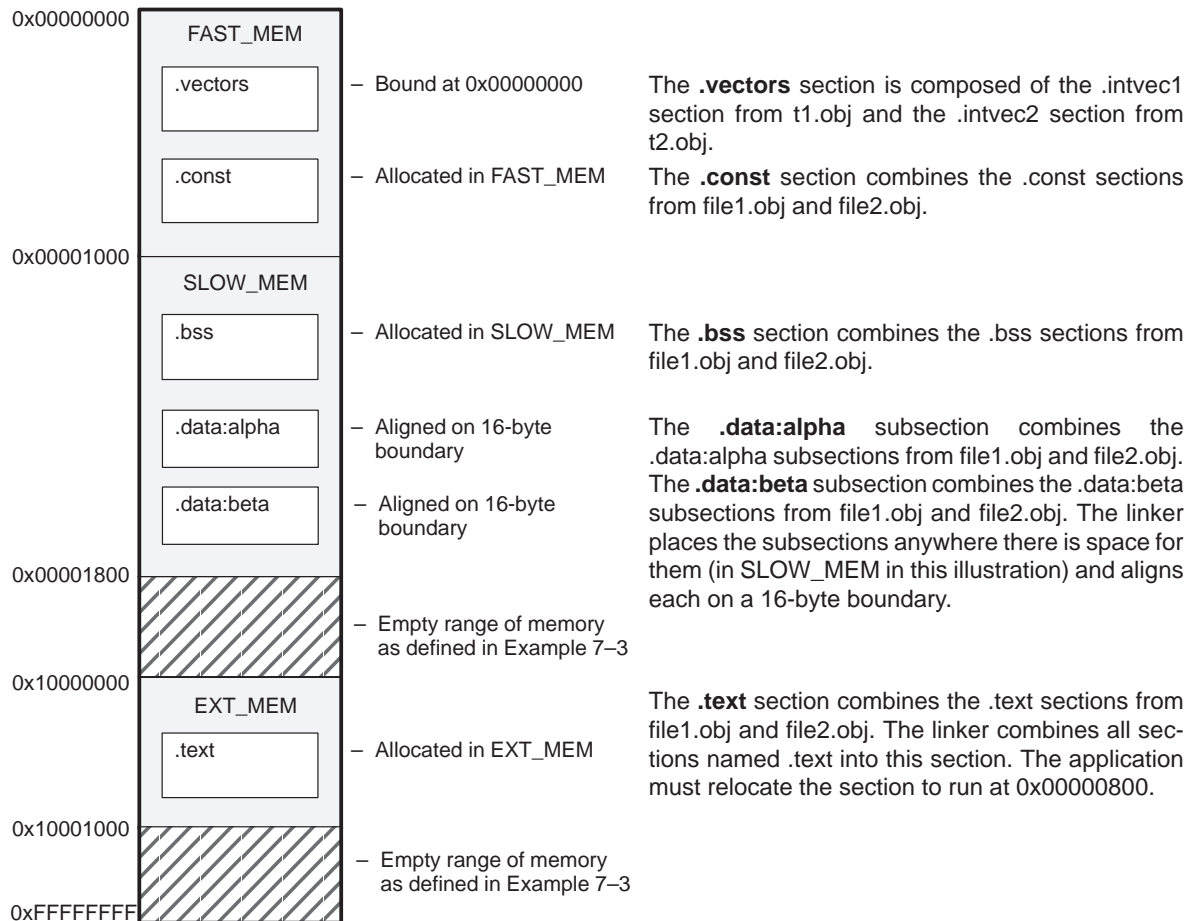 0x00000000
FAST_MEM
.vectors
– Bound at 0x00000000
The .vectors section is composed of the .intvec1
section from t1.obj and the .intvec2 section from
t2.obj.
.const
– Allocated in FAST_MEM
The .const section combines the .const sections
from file1.obj and file2.obj.
0x00001000
SLOW_MEM
.bss
– Allocated in SLOW_MEM
The .bss section combines the .bss sections from
file1.obj and file2.obj.
.data:alpha
– Aligned on 16-byte
boundary
The .data:alpha subsection combines the
.data:alpha subsections from file1.obj and file2.obj.
The .data:beta subsection combines the .data:beta
subsections from file1.obj and file2.obj. The linker
places the subsections anywhere there is space for
them (in SLOW_MEM in this illustration) and aligns
each on a 16-byte boundary.
.data:beta
– Aligned on 16-byte
boundary
0x00001800
– Empty range of memory
as defined in Example 7–3
0x10000000
EXT_MEM
.text
– Allocated in EXT_MEM
The .text section combines the .text sections from
file1.obj and file2.obj. The linker combines all sec-
tions named .text into this section. The application
must relocate the section to run at 0x00000800.
0x10001000
– Empty range of memory
as defined in Example 7–3
0xFFFFFFFF